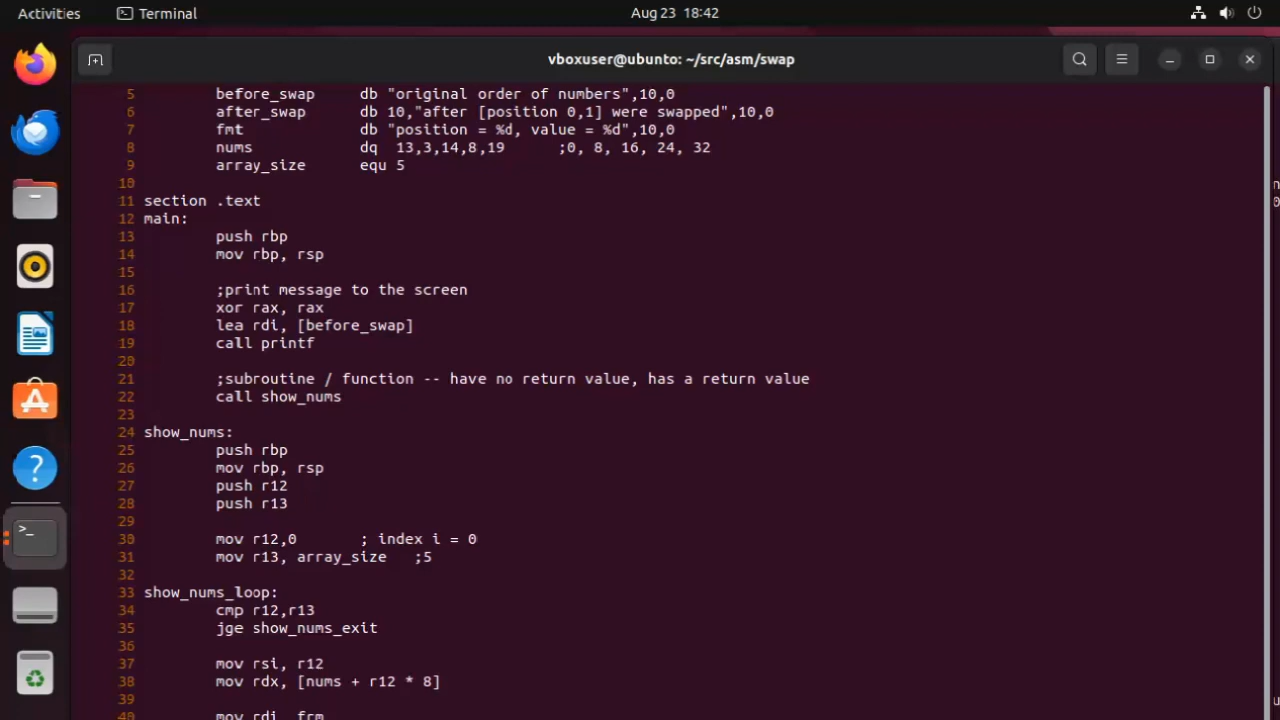 Activities
Terminal
Aug 23 18:42
vboxuser@ubunto: ~/src/asm/swap
5 before_swap db "original order of numbers",10,0
6 after_swap db 10,"after [position 0,1] were swapped",10,0
7 fmt db "position = %d, value = %d",10,0
8 nums dq 13,3,14,8,19 ;0, 8, 16, 24, 32
9 array_size equ 5
10
11 section .text
12 main:
13 push rbp
14 mov rbp, rsp
15
16 ;print message to the screen
17 xor rax, rax
18 lea rdi, [before_swap]
19 call printf
20
21 ;subroutine / function -- have no return value, has a return value
22 call show_nums
23
24 show_nums:
25 push rbp
26 mov rbp, rsp
27 push r12
28 push r13
29
30 mov r12,0 ; index i = 0
31 mov r13, array_size ;5
32
33 show_nums_loop:
34 cmp r12,r13
35 jge show_nums_exit
36
37 mov rsi, r12
38 mov rdx, [nums + r12 * 8]
39
40 mov rdi, frm